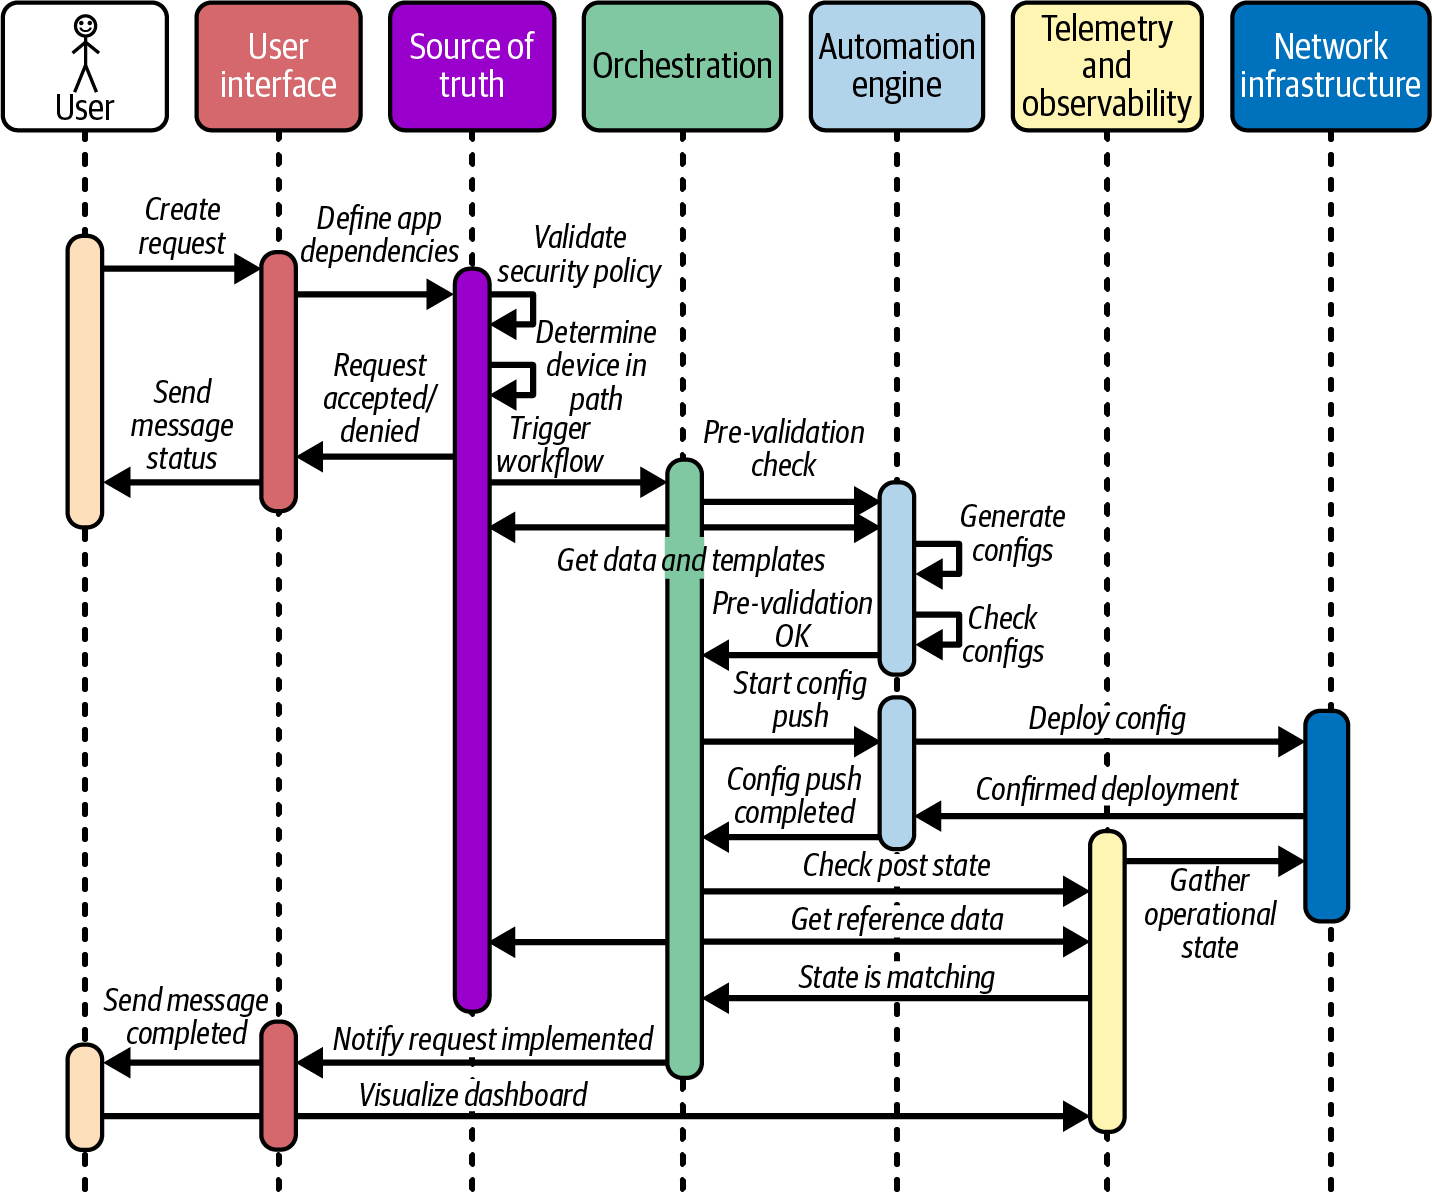 User
User
interface
Source of
truth
Orchestration
Automation
engine
Telemetry
and
observability
Network
infrastructure
Create
request
Define app
dependencies
Validate
security policy
Determine
device in
path
Send
message
status
Request
accepted/
denied
Trigger
workflow
Pre-validation
check
Get data and templates
Generate
configs
Pre-validation
OK
Check
configs
Start config
push
Deploy config
Config push
completed
Confirmed deployment
Check post state
Gather
operational
state
Get reference data
State is matching
Send message
completed
Notify request implemented
Visualize dashboard